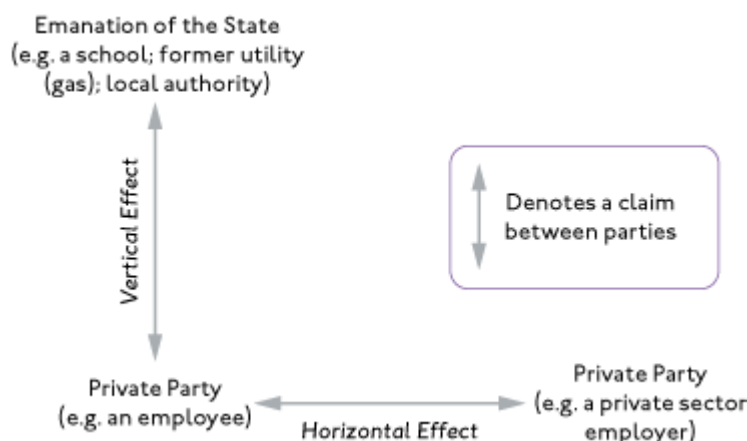 Emanation of the State
(e.g. a school; former utility
(gas); local authority)
Vertical Effect
Denotes a claim
between parties
Private Party
(e.g. an employee)
Horizontal Effect
Private Party
(e.g. a private sector
employer)